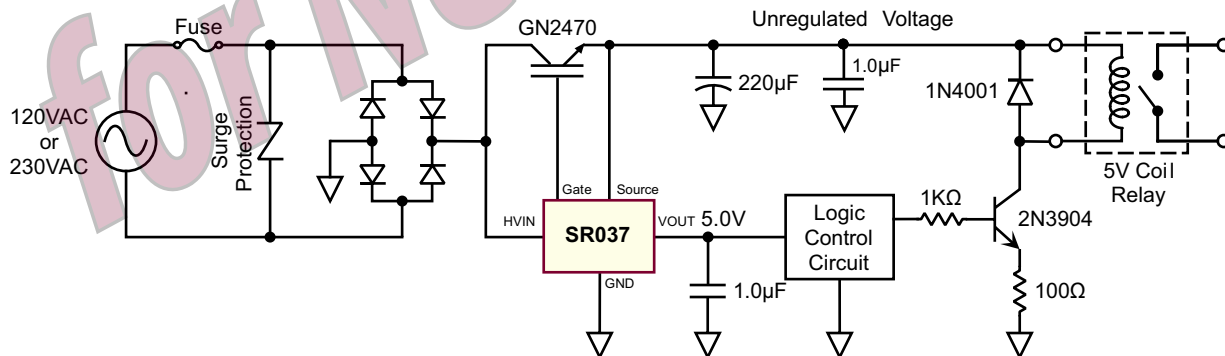 for N
Unregulated Voltage
Fuse
GN2470
120VAC
or
230VAC
Surge
Protection
220µF
1.0µF
1N4001
5V Coil
Relay
Gate
Source
HVIN
SR037
VOUT
5.0V
GND
1.0µF
Logic
Control
Circuit
1KΩ
2N3904
100Ω